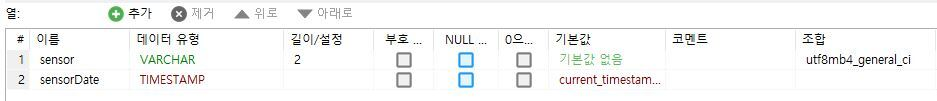 열: 추가 제거 위로 아래로
# 이름 데이터 유형 길이/설정 부호 ... NULL ... 0으... 기본값 코멘트 조합
1 sensor VARCHAR 2 기본값 없음 utf8mb4_general_ci
2 sensorDate TIMESTAMP current_timestam...